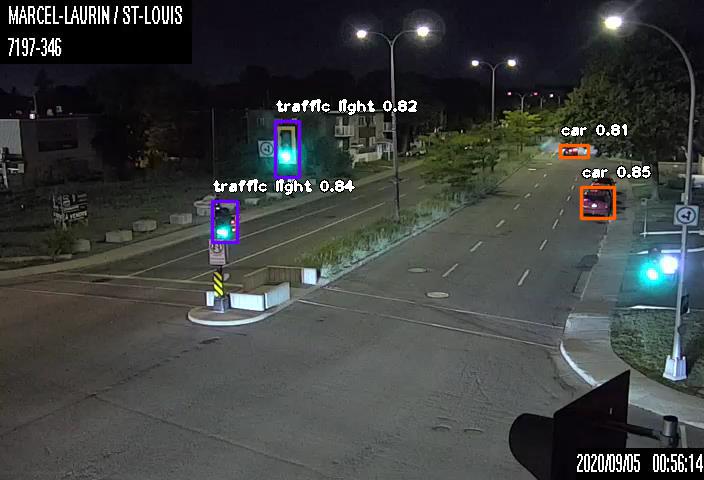 MARCEL-LAURIN / ST-LOUIS
7197-346
traffic light 0.82
car 0.81
car 0.85
traffic light 0.84
2020/09/05 00:56:14